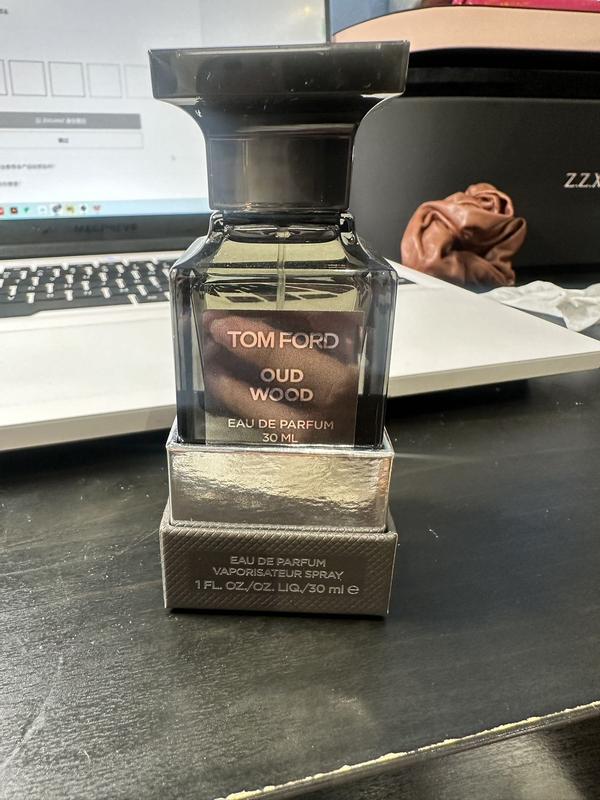 TOM FORD
OUD
WOOD
EAU DE PARFUM
30 ML
EAU DE PARFUM
VAPORISATEUR SPRAY
1 FL. OZ./OZ. LIQ./30 ml ℮
Z.Z.X